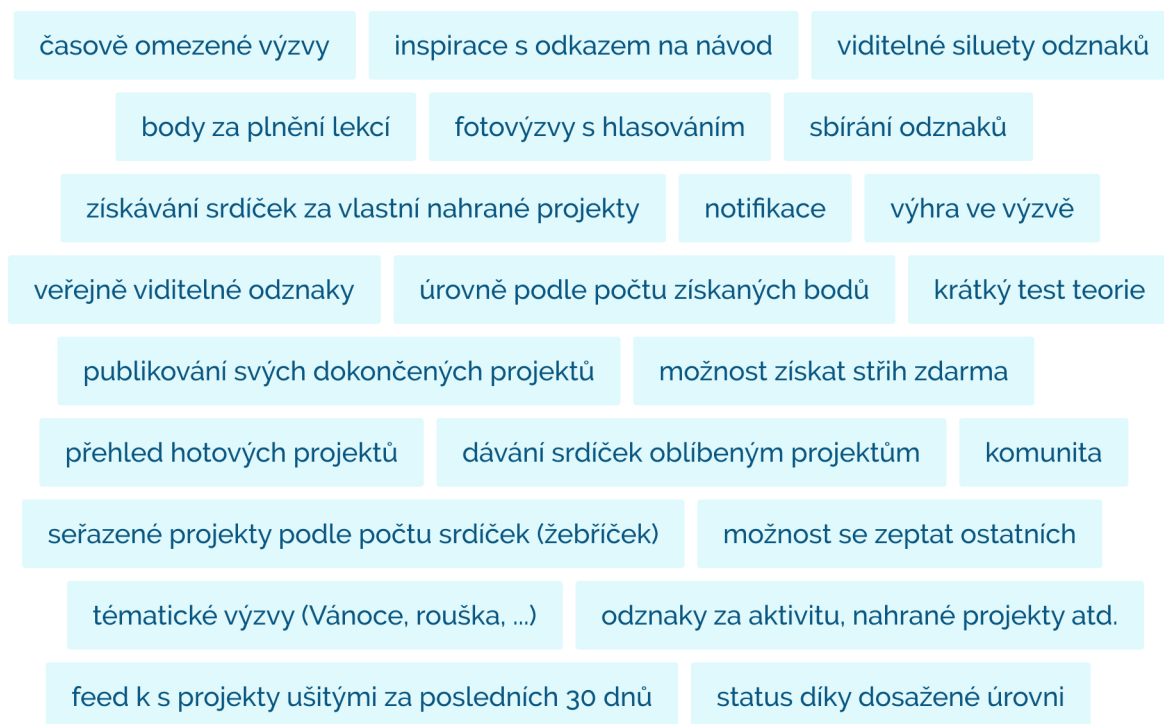 časově omezené výzvy inspirace s odkazem na návod viditelné siluety odznaků
body za plnění lekcí fotovýzvy s hlasováním sbírání odznaků
získávání srdíček za vlastní nahrané projekty notifikace výhra ve výzvě
veřejně viditelné odznaky úrovně podle počtu získaných bodů krátký test teorie
publikování svých dokončených projektů možnost získat střih zdarma
přehled hotových projektů dávání srdíček oblíbeným projektům komunita
seřazené projekty podle počtu srdíček (žebříček) možnost se zeptat ostatních
tématické výzvy (Vánoce, rouška, ...) odznaky za aktivitu, nahrané projekty atd.
feed k s projekty ušitými za posledních 30 dnů status díky dosažené úrovni